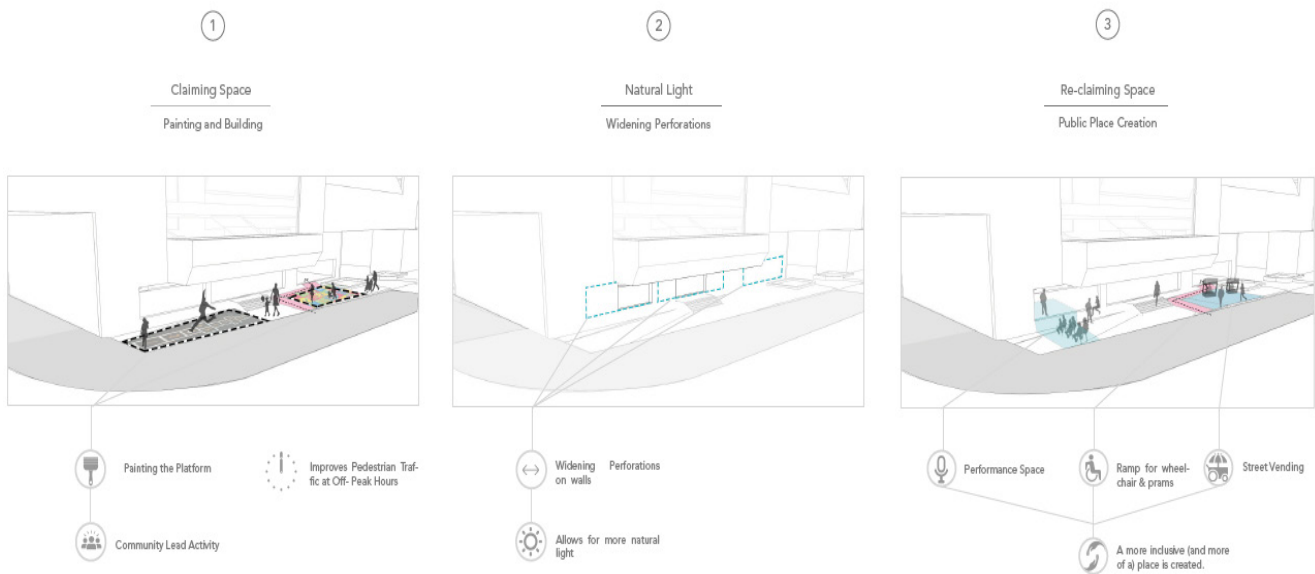 1
Claiming Space
Painting and Building
Painting the Platform
Improves Pedestrian Traf-
fic at Off- Peak Hours
Community Lead Activity
2
Natural Light
Widening Perforations
Widening Perforations
on walls
Allows for more natural
light
3
Re-claiming Space
Public Place Creation
Performance Space
Ramp for wheel-
chair & prams
Street Vending
A more inclusive (and more
of a) place is created.